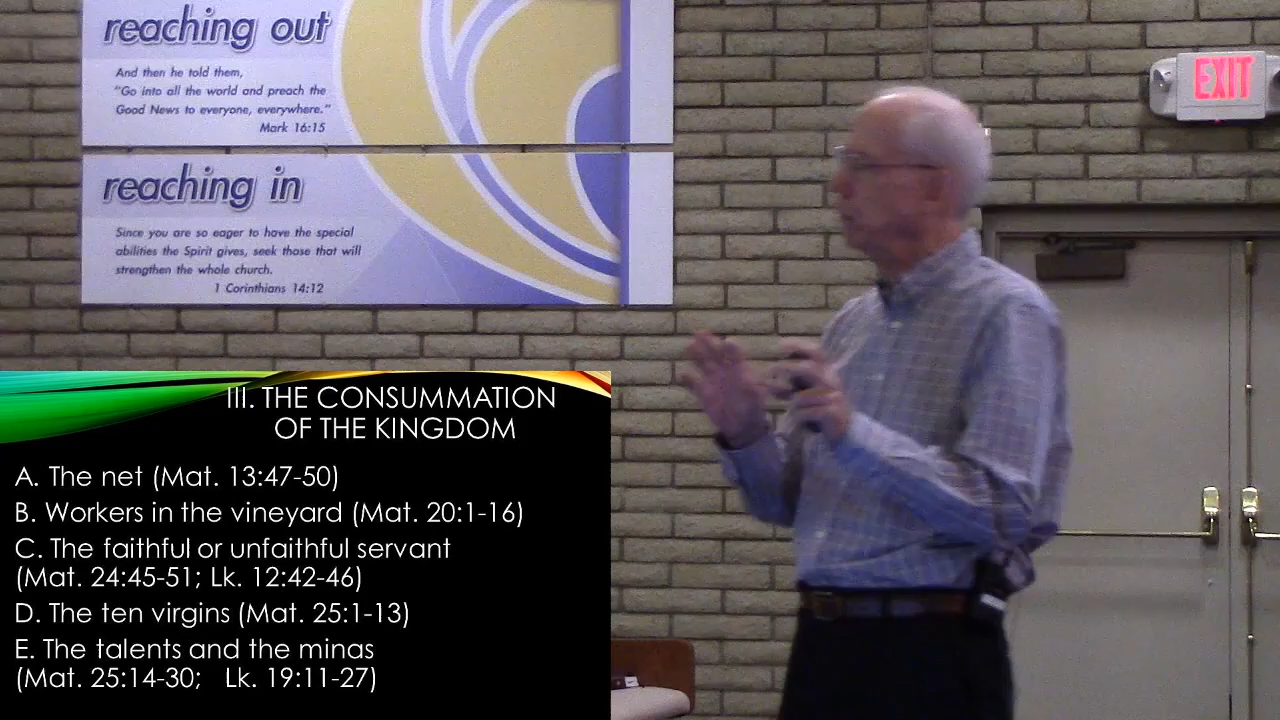 reaching out
And then he told them,
"Go into all the world and preach the
Good News to everyone, everywhere."
Mark 16:15
reaching in
Since you are so eager to have the special
abilities the Spirit gives, seek those that will
strengthen the whole church.
1 Corinthians 14:12
EXIT
III. THE CONSUMMATION
OF THE KINGDOM
A. The net (Mat. 13:47-50)
B. Workers in the vineyard (Mat. 20:1-16)
C. The faithful or unfaithful servant
(Mat. 24:45-51; Lk. 12:42-46)
D. The ten virgins (Mat. 25:1-13)
E. The talents and the minas
(Mat. 25:14-30; Lk. 19:11-27)